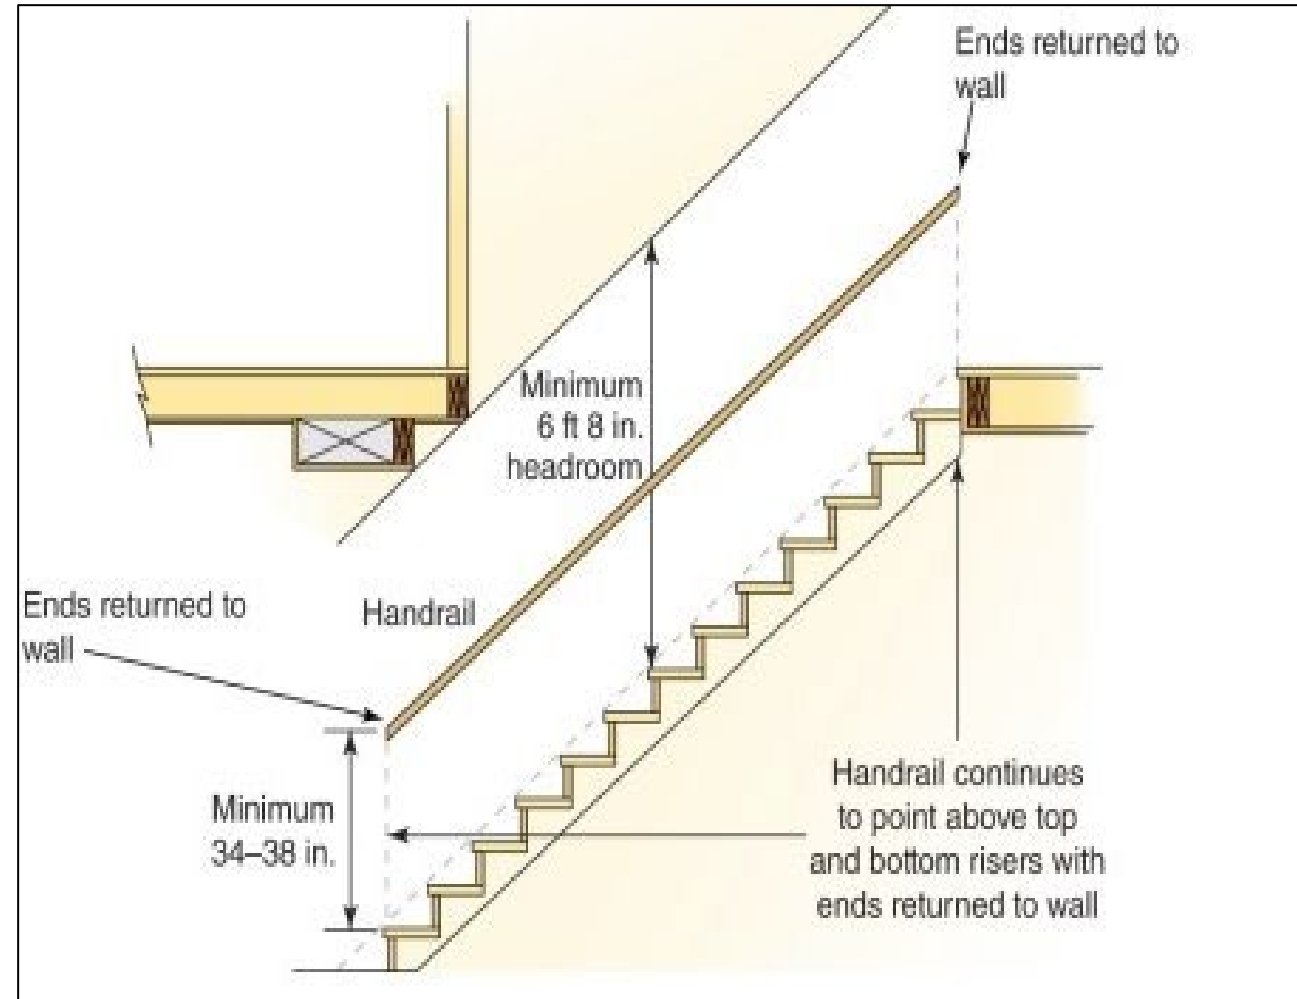 Ends returned to
wall
Minimum
6 ft 8 in.
headroom
Ends returned to
wall
Handrail
Minimum
34–38 in.
Handrail continues
to point above top
and bottom risers with
ends returned to wall